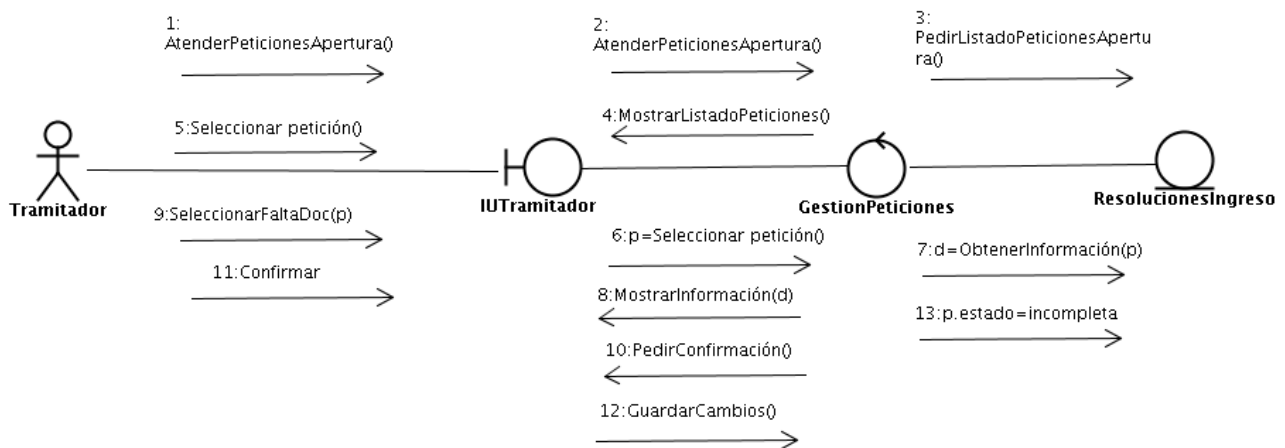 1:
AtenderPeticionesApertura()
2:
AtenderPeticionesApertura()
3:
PedirListadoPeticionesApertu
ra()
4:MostrarListadoPeticiones()
5:Seleccionar petición()
Tramitador
IUTramitador
GestionPeticiones
ResolucionesIngreso
9:SeleccionarFaltaDoc(p)
11:Confirmar
6:p=Seleccionar petición()
8:MostrarInformación(d)
10:PedirConfirmación()
12:GuardarCambios()
7:d=ObtenerInformación(p)
13:p.estado=incompleta